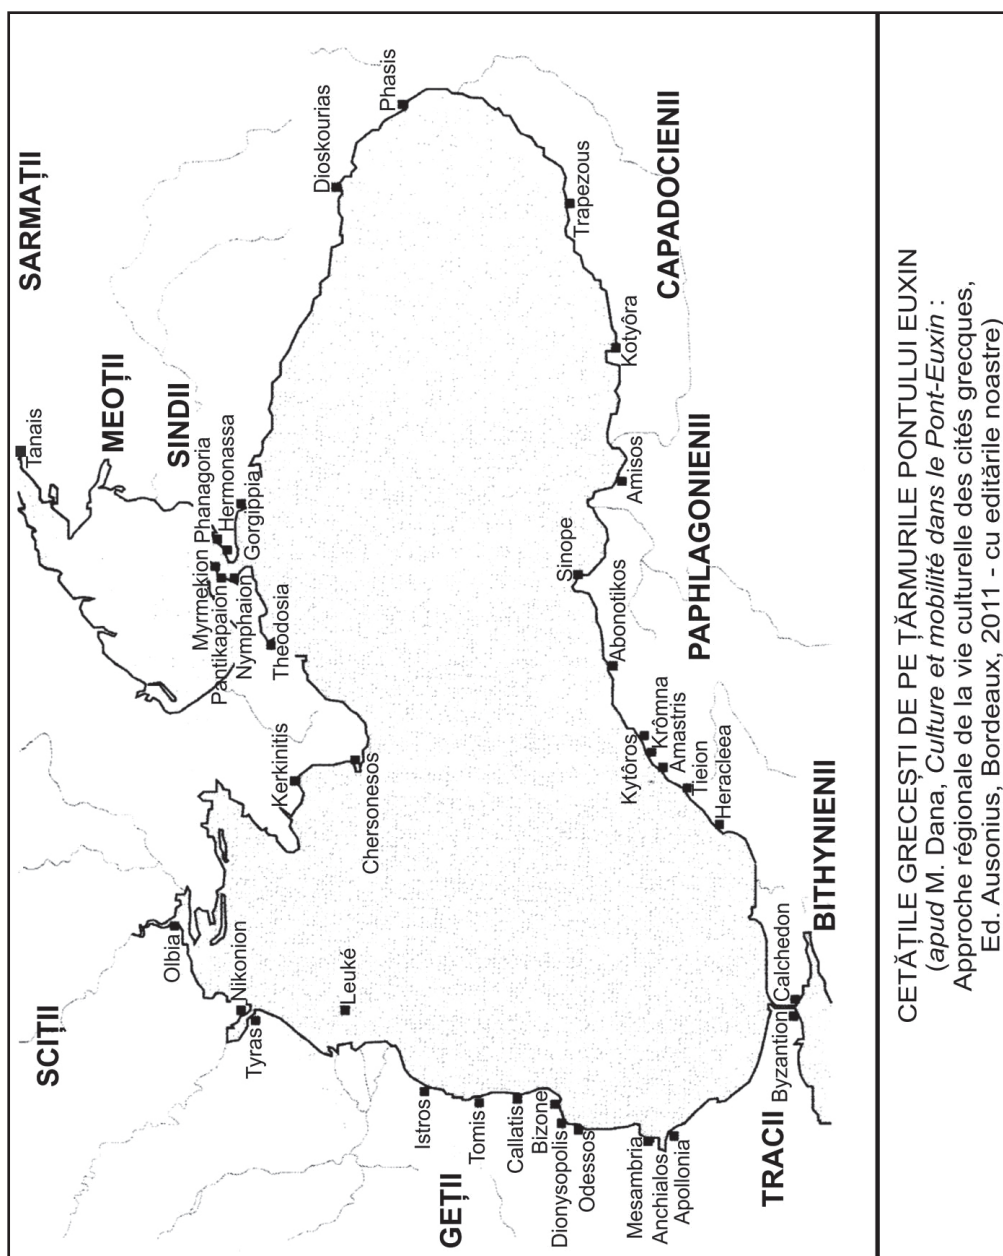 SARMAȚII
SCIȚII
MEOȚII
SINDII
Tanais
Olbia
Nikonion
Tyras
Leuké
Kerkinitis
Chersonesos
Theodosia
Nymphaion
Pantikapaion
Myrmekion
Phanagoria
Hermonassa
Gorgippia
Dioskourias
Phasis
GEȚII
Istros
Tomis
Callatis
Bizone
Dionysopolis
Odessos
Mesambria
Anchialos
Apollonia
TRACII
Byzantion
Calchedon
BITHYNIENII
Heracleea
Tieion
Amastris
Krômna
Kytôros
Abonotikos
Sinope
PAPHLAGONIENII
Amisos
Kotyôra
Trapezous
CAPADOCIENII
CETĂȚILE GRECEȘTI DE PE ȚĂRMURILE PONTULUI EUXIN
(apud M. Dana, Culture et mobilité dans le Pont-Euxin :
Approche régionale de la vie culturelle des cités grecques,
Ed. Ausonius, Bordeaux, 2011 - cu editările noastre)